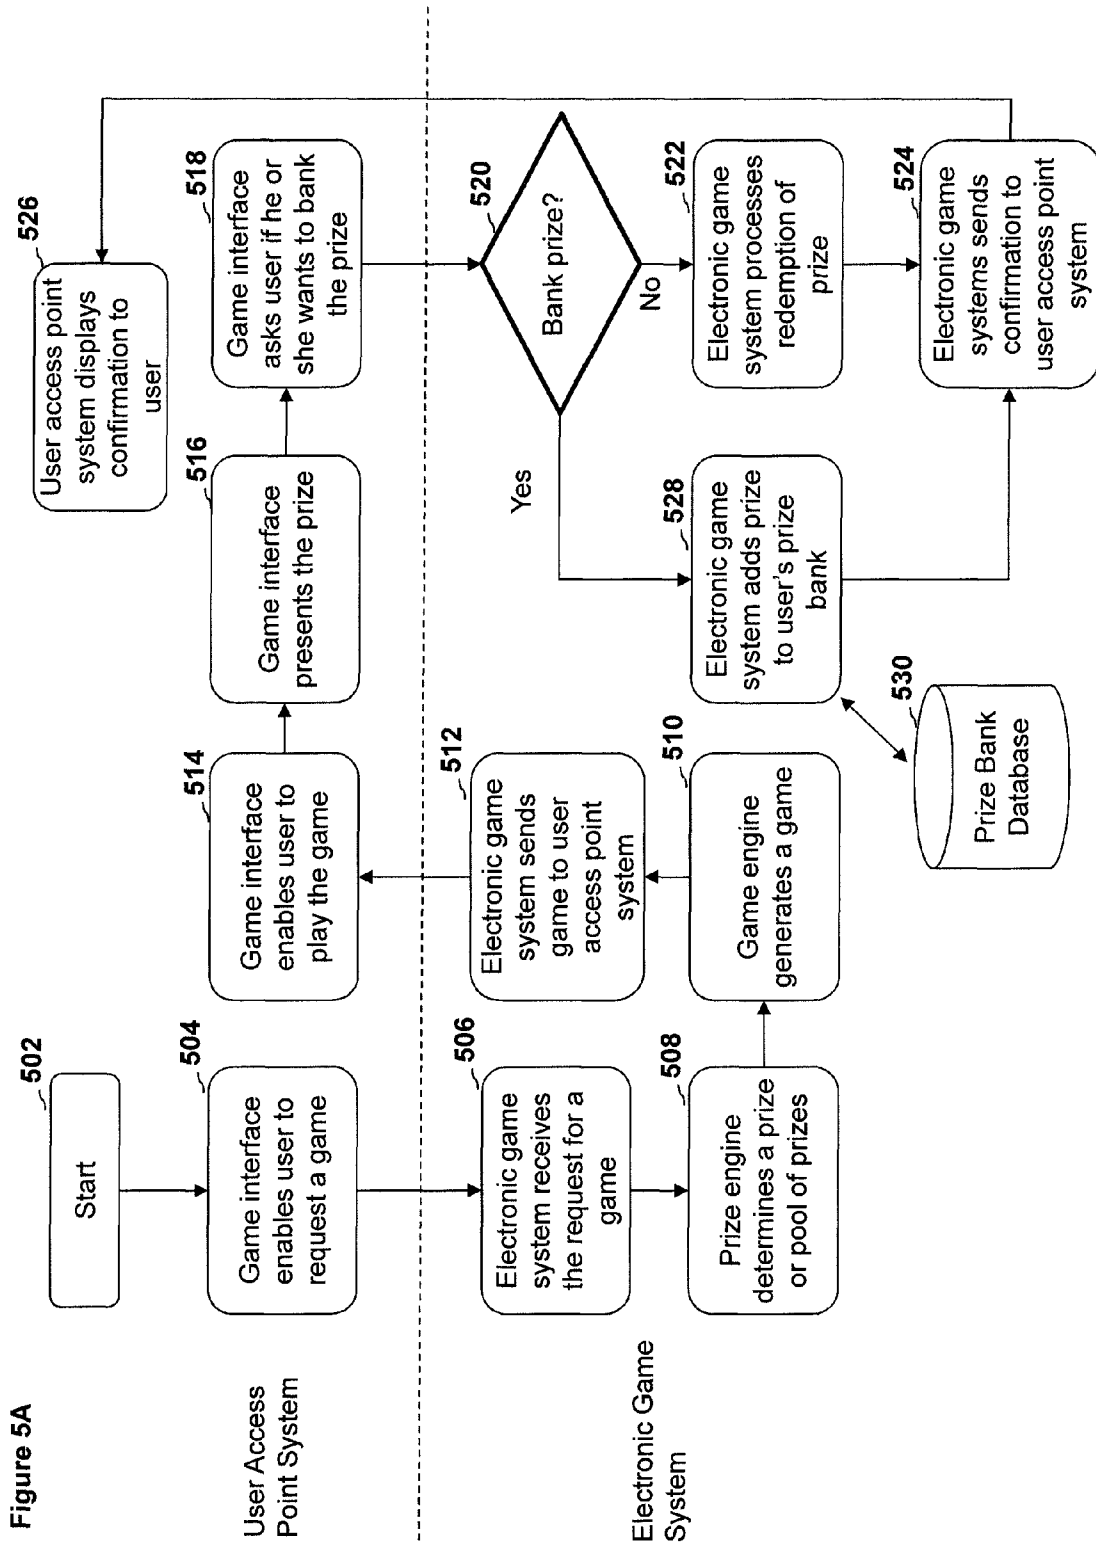 Figure 5A
User Access
Point System
Electronic Game
System
502
Start
504
Game interface
enables user to
request a game
506
Electronic game
system receives
the request for a
game
508
Prize engine
determines a prize
or pool of prizes
510
Game engine
generates a game
512
Electronic game
system sends
game to user
access point
system
514
Game interface
enables user to
play the game
516
Game interface
presents the prize
518
Game interface
asks user if he or
she wants to bank
the prize
520
Bank prize?
Yes
No
522
Electronic game
system processes
redemption of
prize
524
Electronic game
systems sends
confirmation to
user access point
system
526
User access point
system displays
confirmation to
user
528
Electronic game
system adds prize
to user's prize
bank
530
Prize Bank
Database